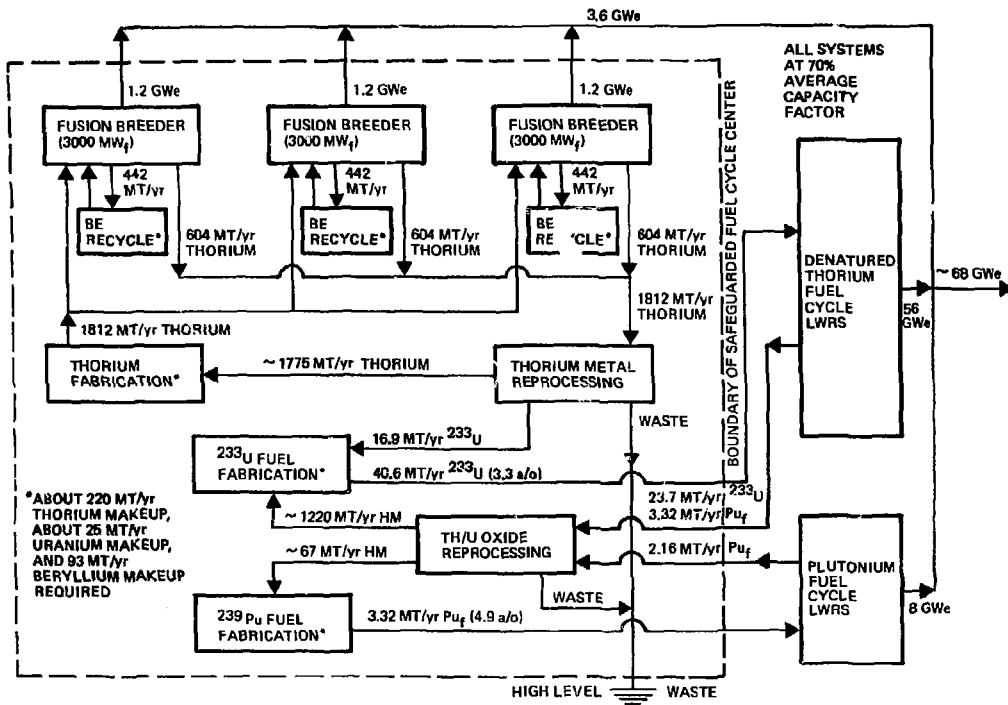 3.6 GWe
ALL SYSTEMS
AT 70%
AVERAGE
CAPACITY
FACTOR
1.2 GWe
1.2 GWe
1.2 GWe
FUSION BREEDER
(3000 MWf)
FUSION BREEDER
(3000 MWf)
FUSION BREEDER
(3000 MWf)
442
MT/yr
442
MT/yr
442
MT/yr
BE
RECYCLE*
BE
RECYCLE*
BE
RE 'CLE*
604 MT/yr
THORIUM
604 MT/yr
THORIUM
604 MT/yr
THORIUM
1812 MT/yr
THORIUM
1812 MT/yr THORIUM
THORIUM
FABRICATION*
~ 1775 MT/yr THORIUM
THORIUM METAL
REPROCESSING
WASTE
BOUNDARY OF SAFEGUARDED FUEL CYCLE CENTER
DENATURED
THORIUM
FUEL
CYCLE
LWRS
~ 68 GWe
56
GWe
16.9 MT/yr 233U
233U FUEL
FABRICATION*
40.6 MT/yr 233U (3.3 a/o)
23.7 MT/yr 233U
3.32 MT/yr Puf
~ 1220 MT/yr HM
~ 67 MT/yr HM
TH/U OXIDE
REPROCESSING
2.16 MT/yr Puf
WASTE
*ABOUT 220 MT/yr
THORIUM MAKEUP,
ABOUT 25 MT/yr
URANIUM MAKEUP,
AND 93 MT/yr
BERYLLIUM MAKEUP
REQUIRED
239Pu FUEL
FABRICATION*
3.32 MT/yr Puf (4.9 a/o)
PLUTONIUM
FUEL
CYCLE
LWRS
8 GWe
HIGH LEVEL WASTE